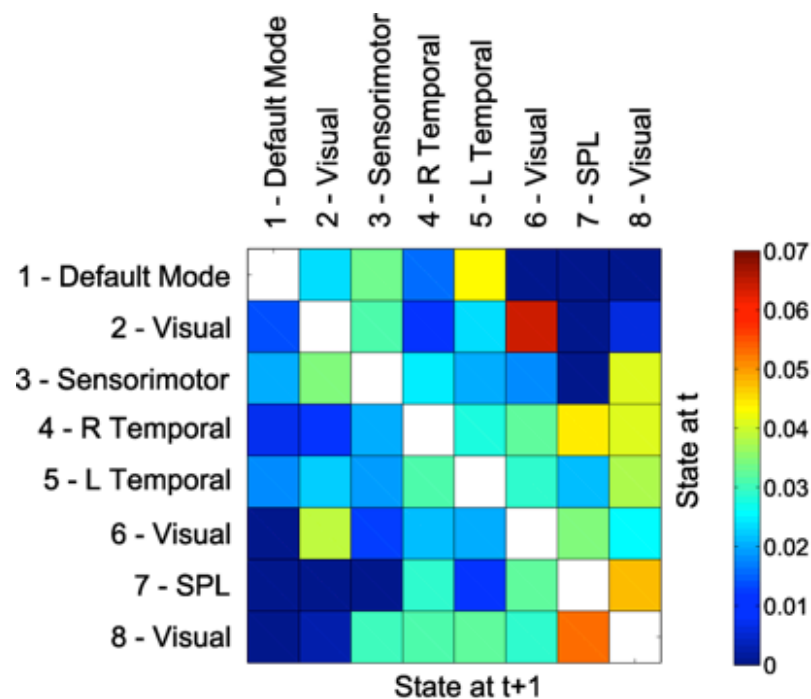 1 - Default Mode
2 - Visual
3 - Sensorimotor
4 - R Temporal
5 - L Temporal
6 - Visual
7 - SPL
8 - Visual
1 - Default Mode
2 - Visual
3 - Sensorimotor
4 - R Temporal
5 - L Temporal
6 - Visual
7 - SPL
8 - Visual
State at t+1
State at t
0.07
0.06
0.05
0.04
0.03
0.02
0.01
0